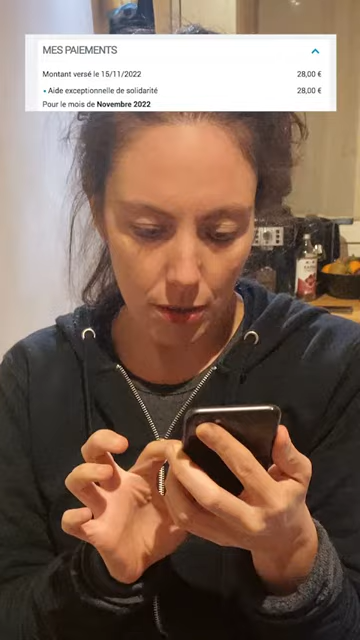 MES PAIEMENTS
Montant versé le 15/11/2022 28,00 €
• Aide exceptionnelle de solidarité 28,00 €
Pour le mois de Novembre 2022